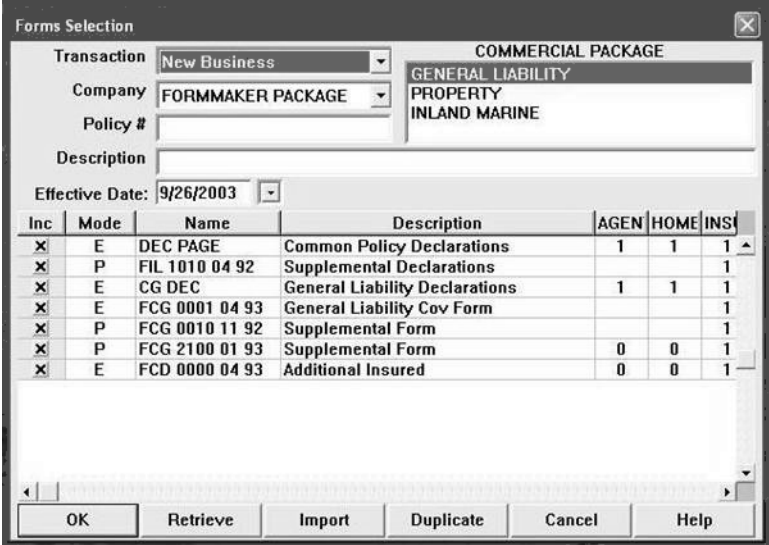 Forms Selection
Transaction New Business
COMMERCIAL PACKAGE
Company FORMMAKER PACKAGE
GENERAL LIABILITY
PROPERTY
INLAND MARINE
Policy #
Description
Effective Date: 9/26/2003
Inc Mode Name Description AGEN HOME INSU
X E DEC PAGE Common Policy Declarations 1 1 1
X P FIL 1010 04 92 Supplemental Declarations 1
X E CG DEC General Liability Declarations 1 1 1
X E FCG 0001 04 93 General Liability Cov Form 1
X P FCG 0010 11 92 Supplemental Form 1
X P FCG 2100 01 93 Supplemental Form 0 0 1
X E FCD 0000 04 93 Additional Insured 0 0 1
OK Retrieve Import Duplicate Cancel Help